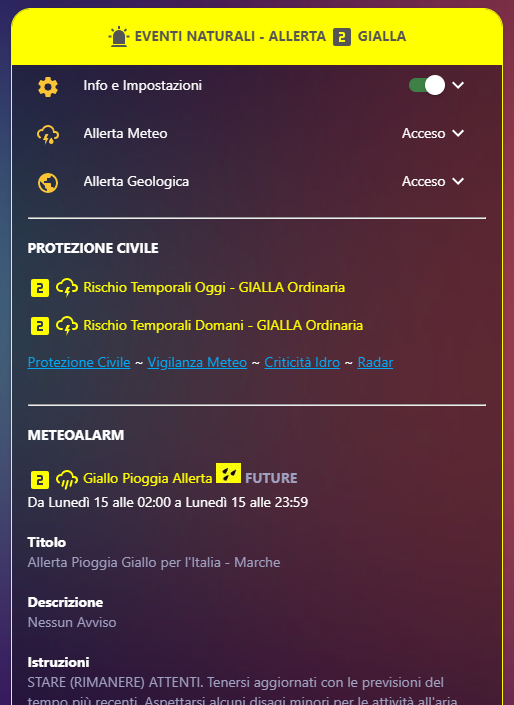 EVENTI NATURALI - ALLERTA 2 GIALLA
Info e Impostazioni
Allerta Meteo Acceso
Allerta Geologica Acceso
PROTEZIONE CIVILE
2 Rischio Temporali Oggi - GIALLA Ordinaria
2 Rischio Temporali Domani - GIALLA Ordinaria
Protezione Civile ~ Vigilanza Meteo ~ Criticità Idro ~ Radar
METEOALARM
2 Giallo Pioggia Allerta FUTURE
Da Lunedì 15 alle 02:00 a Lunedì 15 alle 23:59
Titolo
Allerta Pioggia Giallo per l'Italia - Marche
Descrizione
Nessun Avviso
Istruzioni
STARE (RIMANERE) ATTENTI. Tenersi aggiornati con le previsioni del
tempo più recenti. Aspettarsi alcuni disagi minori per le attività all'aria